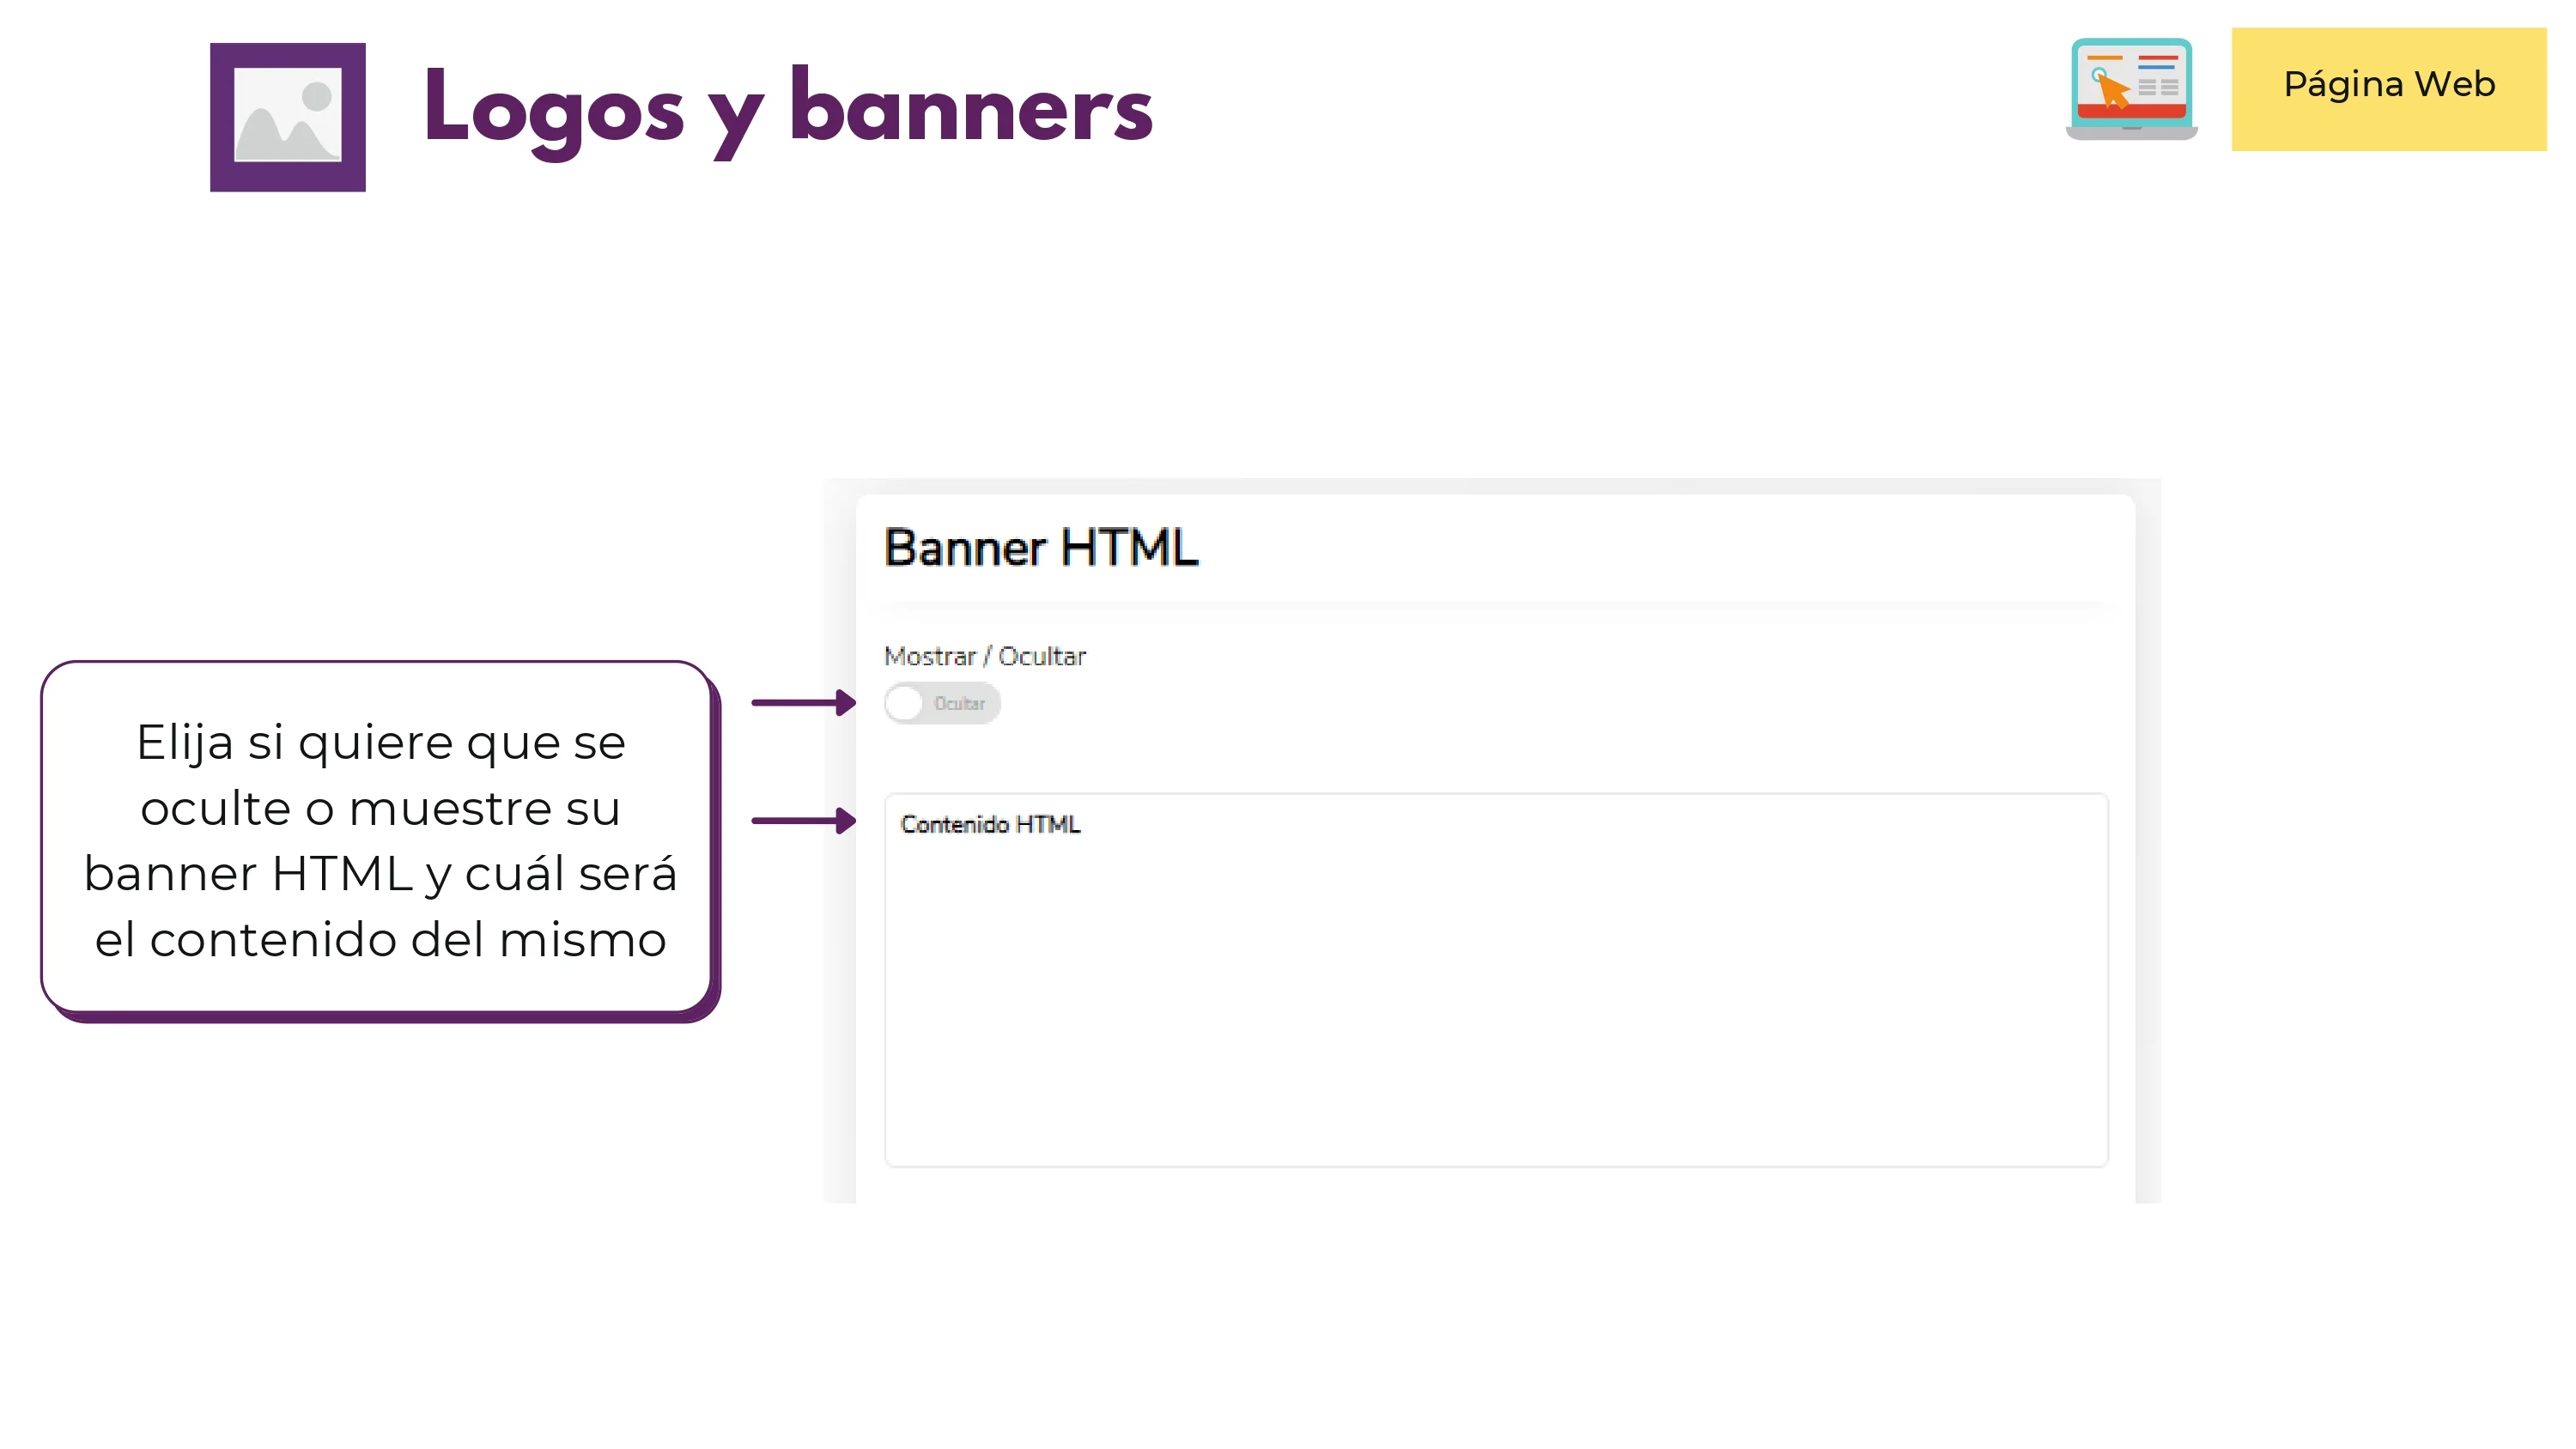 Logos y banners
Página Web
Banner HTML
Mostrar / Ocultar
Ocultar
Elija si quiere que se
oculte o muestre su
banner HTML y cuál será
el contenido del mismo
Contenido HTML